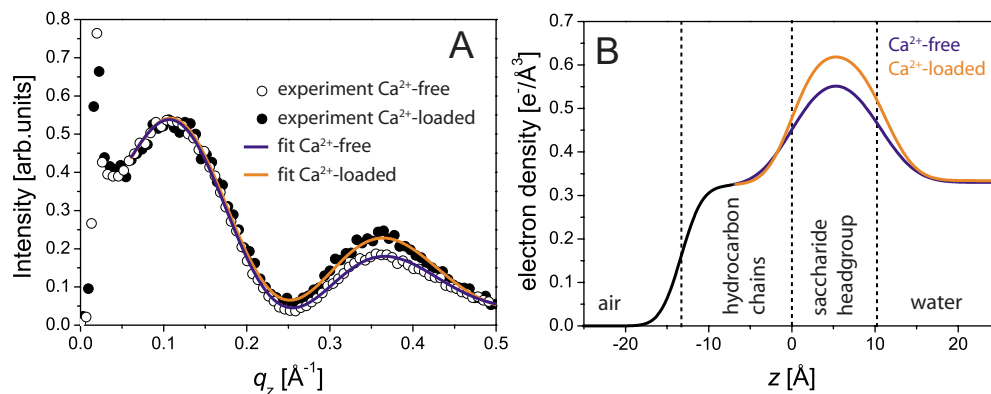 A
Intensity [arb.units]
0.8
0.7
0.6
0.5
0.4
0.3
0.2
0.1
0.0
experiment Ca²⁺-free
experiment Ca²⁺-loaded
fit Ca²⁺-free
fit Ca²⁺-loaded
0.0 0.1 0.2 0.3 0.4 0.5
q_z [Å⁻¹]
B
electron density [e⁻/Å³]
0.7
0.6
0.5
0.4
0.3
0.2
0.1
0.0
Ca²⁺-free
Ca²⁺-loaded
air
hydrocarbon
chains
saccharide
headgroup
water
-20 -10 0 10 20
z [Å]